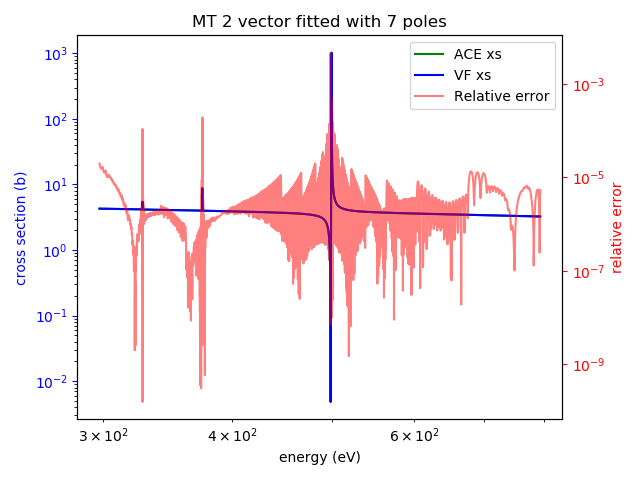 MT 2 vector fitted with 7 poles
ACE xs
VF xs
Relative error
10³
10²
10¹
10⁰
10⁻¹
10⁻²
cross section (b)
10⁻³
10⁻⁵
10⁻⁷
10⁻⁹
relative error
3 × 10² 4 × 10² 6 × 10²
energy (eV)